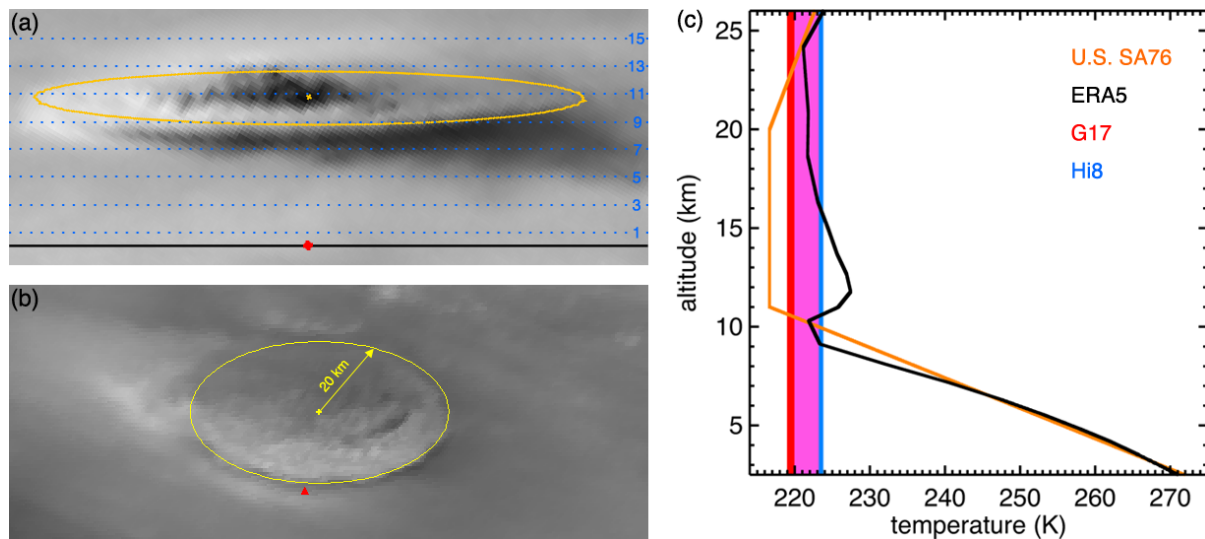 (a)
15
13
11
9
7
5
3
1
(b)
20 km
(c)
U.S. SA76
ERA5
G17
Hi8
25
20
15
10
5
altitude (km)
220 230 240 250 260 270
temperature (K)